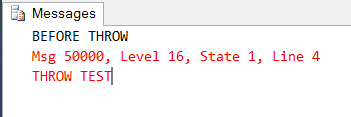 Messages
BEFORE THROW
Msg 50000, Level 16, State 1, Line 4
THROW TEST